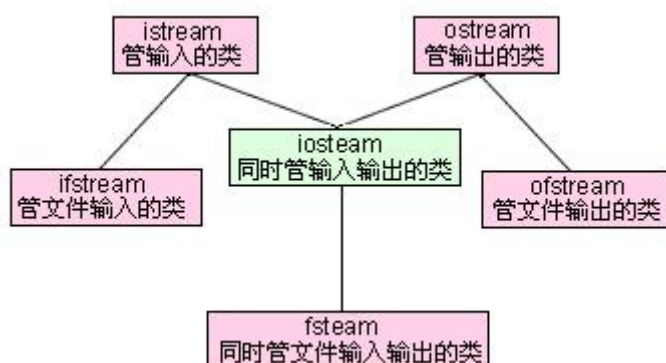 istream
管输入的类
ostream
管输出的类
iosteam
同时管输入输出的类
ifstream
管文件输入的类
ofstream
管文件输出的类
fsteam
同时管文件输入输出的类